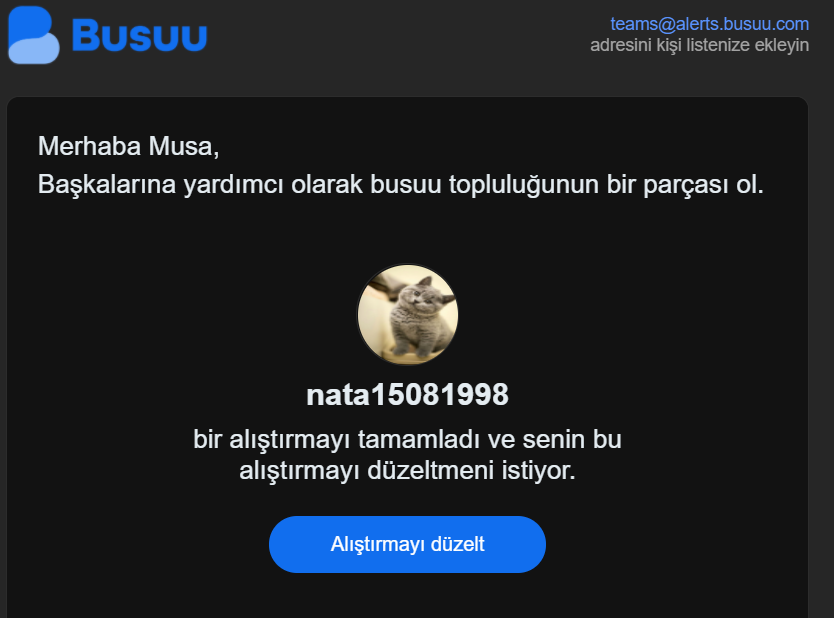 Busuu
teams@alerts.busuu.com
adresini kişi listenize ekleyin
Merhaba Musa,
Başkalarına yardımcı olarak busuu topluluğunun bir parçası ol.
nata15081998
bir alıştırmayı tamamladı ve senin bu
alıştırmayı düzeltmeni istiyor.
Alıştırmayı düzelt